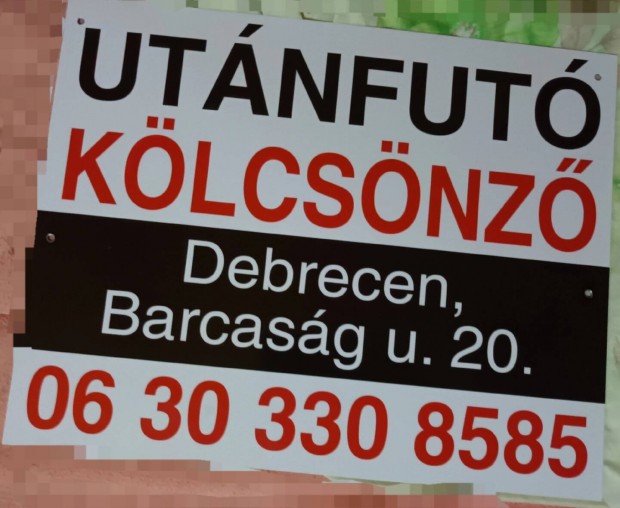 UTÁNFUTÓ
KÖLCSÖNZŐ
Debrecen,
Barcaság u. 20.
06 30 330 8585